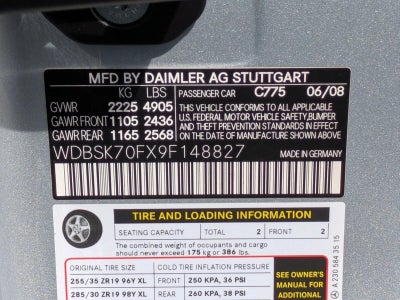 MFD BY DAIMLER AG STUTTGART
KG LBS PASSENGER CAR C775 06/08
GVWR 2225 4905 THIS VEHICLE CONFORMS TO ALL APPLICABLE
GAWR FRONT 1105 2436 U.S. FEDERAL MOTOR VEHICLE SAFETY, BUMPER
GAWR REAR 1165 2568 AND THEFT PREVENTION STANDARDS IN EFFECT
ON THE DATE OF MANUFACTURE SHOWN ABOVE
WDBSK70FX9F148827
TIRE AND LOADING INFORMATION
SEATING CAPACITY TOTAL 2 FRONT 2
The combined weight of occupants and cargo
should never exceed 175 kg or 386 lbs.
ORIGINAL TIRE SIZE COLD TIRE INFLATION PRESSURE
255/35 ZR19 96Y XL FRONT 250 KPA, 36 PSI
285/30 ZR19 98Y XL REAR 260 KPA, 38 PSI
SEE OWNER'S
MANUAL FOR
ADDITIONAL
A 230 584 35 15